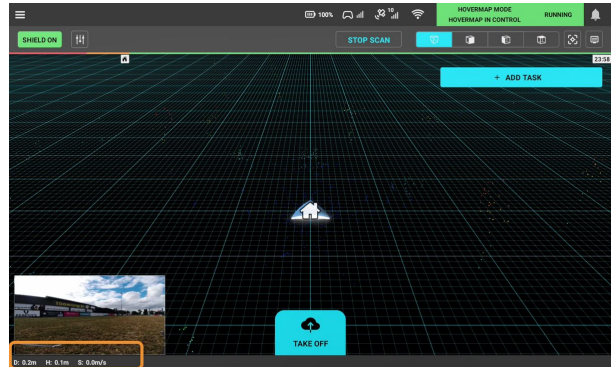 100%
10
HOVERMAP MODE
HOVERMAP IN CONTROL
RUNNING
SHIELD ON
STOP SCAN
23:58
+ ADD TASK
TAKE OFF
D: 0.2m H: 0.1m S: 0.0m/s